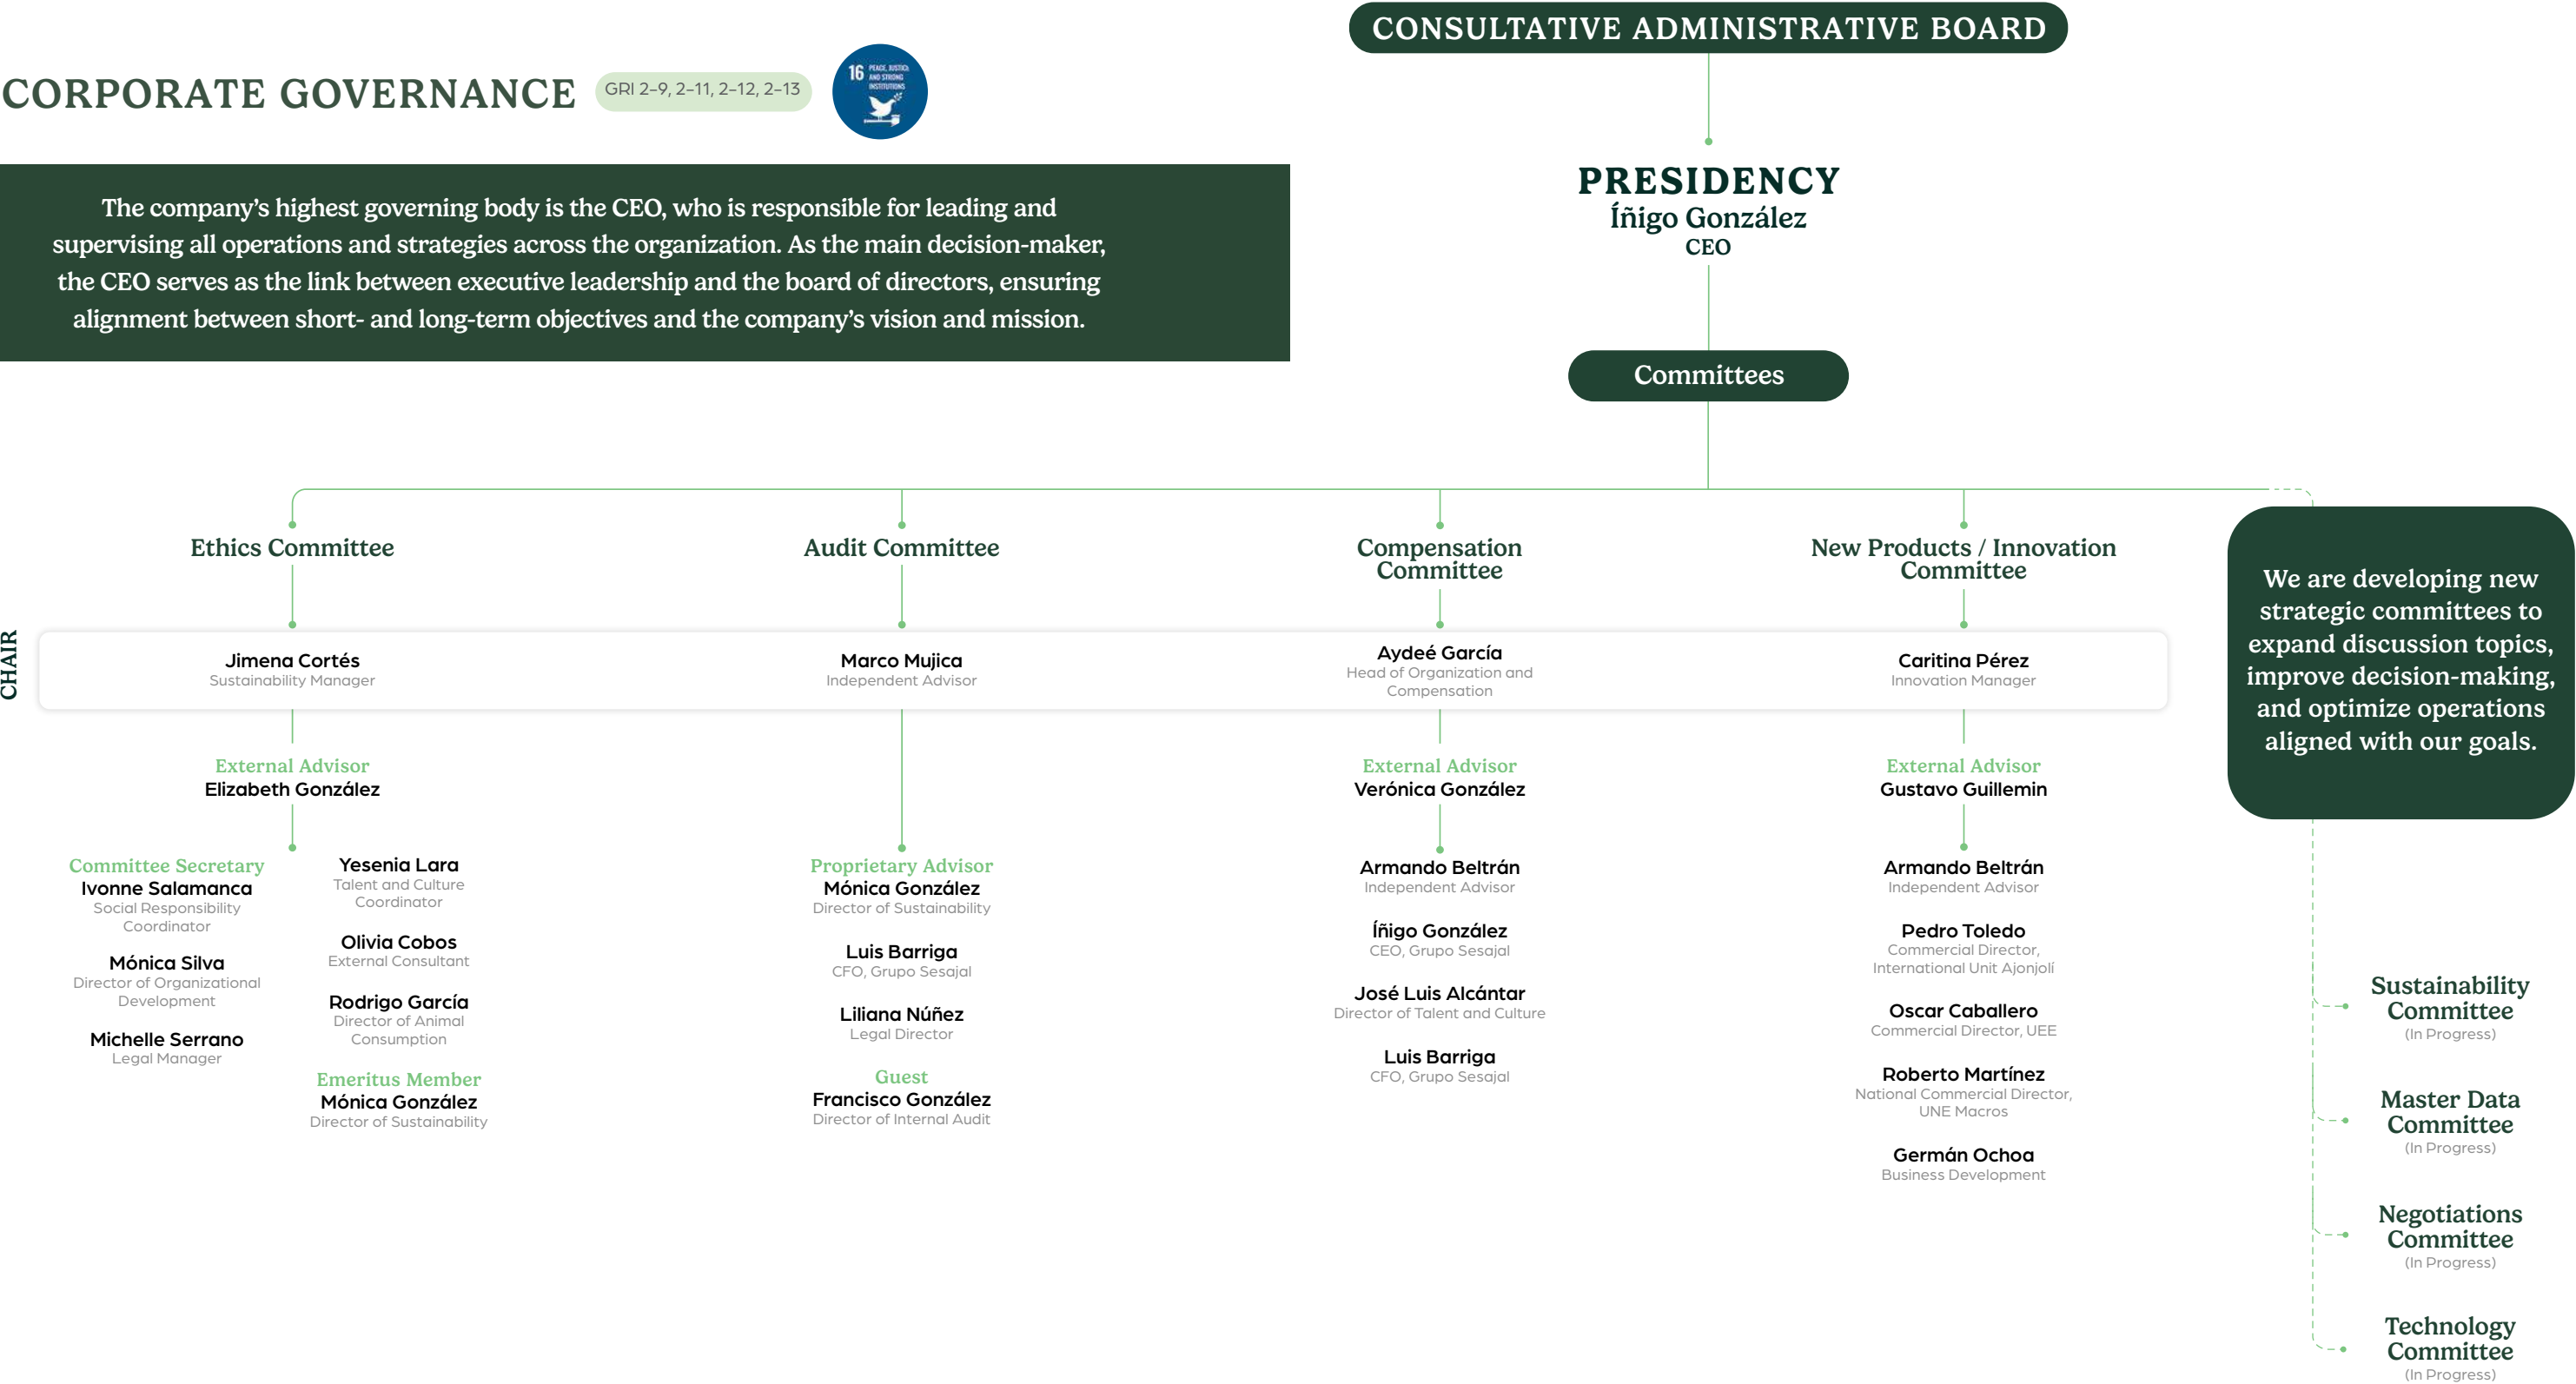 CONSULTATIVE ADMINISTRATIVE BOARD
CORPORATE GOVERNANCE
GRI 2-9, 2-11, 2-12, 2-13
16 PEACE, JUSTICE
AND STRONG
INSTITUTIONS
The company’s highest governing body is the CEO, who is responsible for leading and
supervising all operations and strategies across the organization. As the main decision-maker,
the CEO serves as the link between executive leadership and the board of directors, ensuring
alignment between short- and long-term objectives and the company’s vision and mission.
PRESIDENCY
Íñigo González
CEO
Committees
Ethics Committee
Audit Committee
Compensation
Committee
New Products / Innovation
Committee
CHAIR
Jimena Cortés
Sustainability Manager
Marco Mujica
Independent Advisor
Aydeé García
Head of Organization and
Compensation
Caritina Pérez
Innovation Manager
External Advisor
Elizabeth González
Committee Secretary
Ivonne Salamanca
Social Responsibility
Coordinator
Mónica Silva
Director of Organizational
Development
Michelle Serrano
Legal Manager
Yesenia Lara
Talent and Culture
Coordinator
Olivia Cobos
External Consultant
Rodrigo García
Director of Animal
Consumption
Emeritus Member
Mónica González
Director of Sustainability
Proprietary Advisor
Mónica González
Director of Sustainability
Luis Barriga
CFO, Grupo Sesajal
Liliana Núñez
Legal Director
Guest
Francisco González
Director of Internal Audit
External Advisor
Verónica González
Armando Beltrán
Independent Advisor
Íñigo González
CEO, Grupo Sesajal
José Luis Alcántar
Director of Talent and Culture
Luis Barriga
CFO, Grupo Sesajal
External Advisor
Gustavo Guillemin
Armando Beltrán
Independent Advisor
Pedro Toledo
Commercial Director,
International Unit Ajonjolí
Oscar Caballero
Commercial Director, UEE
Roberto Martínez
National Commercial Director,
UNE Macros
Germán Ochoa
Business Development
We are developing new
strategic committees to
expand discussion topics,
improve decision-making,
and optimize operations
aligned with our goals.
Sustainability
Committee
(In Progress)
Master Data
Committee
(In Progress)
Negotiations
Committee
(In Progress)
Technology
Committee
(In Progress)